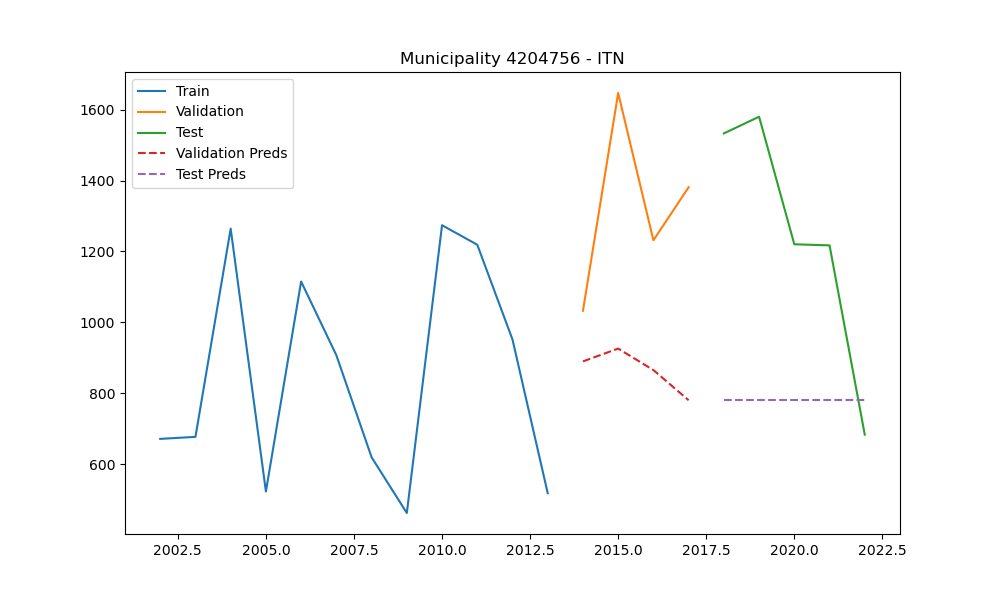 Municipality 4204756 - ITN
Train
Validation
Test
Validation Preds
Test Preds
1600
1400
1200
1000
800
600
2002.5 2005.0 2007.5 2010.0 2012.5 2015.0 2017.5 2020.0 2022.5